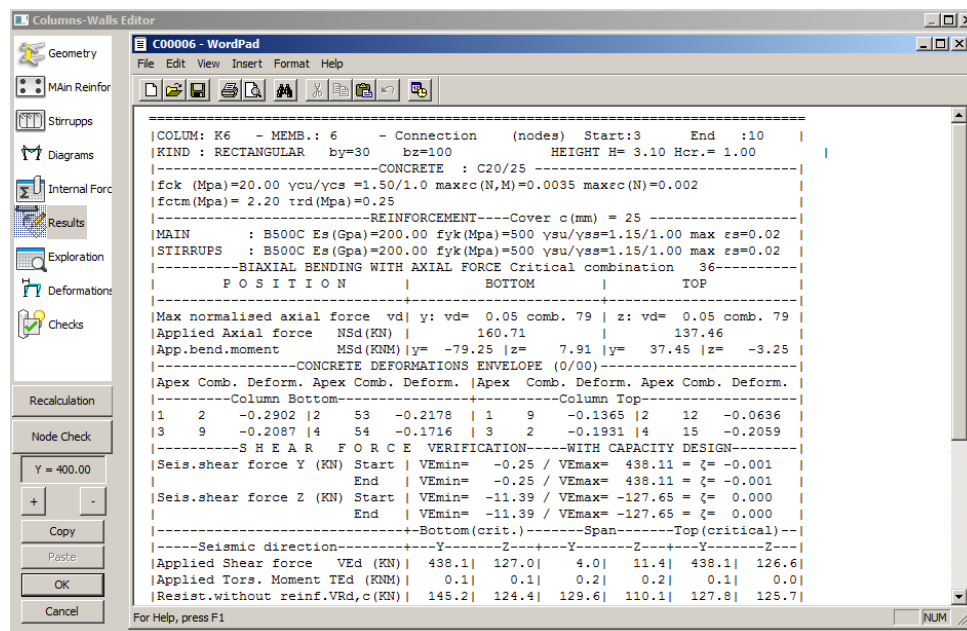 Columns-Walls Editor
Geometry
MAin Reinfor
Stirrupps
Diagrams
Internal Forc
Results
Exploration
Deformations
Checks
Recalculation
Node Check
Y = 400.00
+ -
Copy
Paste
OK
Cancel
C00006 - WordPad
File Edit View Insert Format Help
================================================================================
|COLUM: K6 - MEMB.: 6 - Connection (nodes) Start:3 End :10 |
|KIND : RECTANGULAR by=30 bz=100 HEIGHT H= 3.10 Hcr.= 1.00 |
|---------------------------CONCRETE : C20/25 ---------------------------------|
|fck (Mpa)=20.00 γcu/γcs =1.50/1.0 maxεc(N,M)=0.0035 maxεc(N)=0.002 |
|fctm(Mpa)= 2.20 τrd(Mpa)=0.25 |
|--------------------------REINFORCEMENT----Cover c(mm) = 25 ------------------|
|MAIN : B500C Es(Gpa)=200.00 fyk(Mpa)=500 γsu/γss=1.15/1.00 max εs=0.02 |
|STIRRUPS : B500C Es(Gpa)=200.00 fyk(Mpa)=500 γsu/γss=1.15/1.00 max εs=0.02 |
|----------BIAXIAL BENDING WITH AXIAL FORCE Critical combination 36----------|
| P O S I T I O N | BOTTOM | TOP
|------------------------------+-----------------------+-----------------------|
|Max normalised axial force vd| y: vd= 0.05 comb. 79 | z: vd= 0.05 comb. 79 |
|Applied Axial force NSd(KN) | 160.71 | 137.46 |
|App.bend.moment MSd(KNM)|y= -79.25 |z= 7.91 |y= 37.45 |z= -3.25 |
|-----------------CONCRETE DEFORMATIONS ENVELOPE (0/00)------------------------|
|Apex Comb. Deform. Apex Comb. Deform. |Apex Comb. Deform. Apex Comb. Deform. |
|---------Column Bottom----------------+----------Column Top-------------------|
|1 2 -0.2902 |2 53 -0.2178 | 1 9 -0.1365 |2 12 -0.0636 |
|3 9 -0.2087 |4 54 -0.1716 | 3 2 -0.1931 |4 15 -0.2059 |
|----------S H E A R F O R C E VERIFICATION-----WITH CAPACITY DESIGN--------|
|Seis.shear force Y (KN) Start | VEmin= -0.25 / VEmax= 438.11 = ζ= -0.001 |
| End | VEmin= -0.25 / VEmax= 438.11 = ζ= -0.001 |
|Seis.shear force Z (KN) Start | VEmin= -11.39 / VEmax= -127.65 = ζ= 0.000 |
| End | VEmin= -11.39 / VEmax= -127.65 = ζ= 0.000 |
|------------------------------+-Bottom(crit.)-------Span-------Top(critical)--|
|-----Seismic direction--------+---Y-------Z---+---Y-------Z---+---Y-------Z---|
|Applied Shear force VEd (KN)| 438.1| 127.0| 4.0| 11.4| 438.1| 126.6|
|Applied Tors. Moment TEd (KNM)| 0.1| 0.1| 0.2| 0.2| 0.1| 0.0|
|Resist.without reinf.VRd,c(KN)| 145.2| 124.4| 129.6| 110.1| 127.8| 125.7|
For Help, press F1
NUM